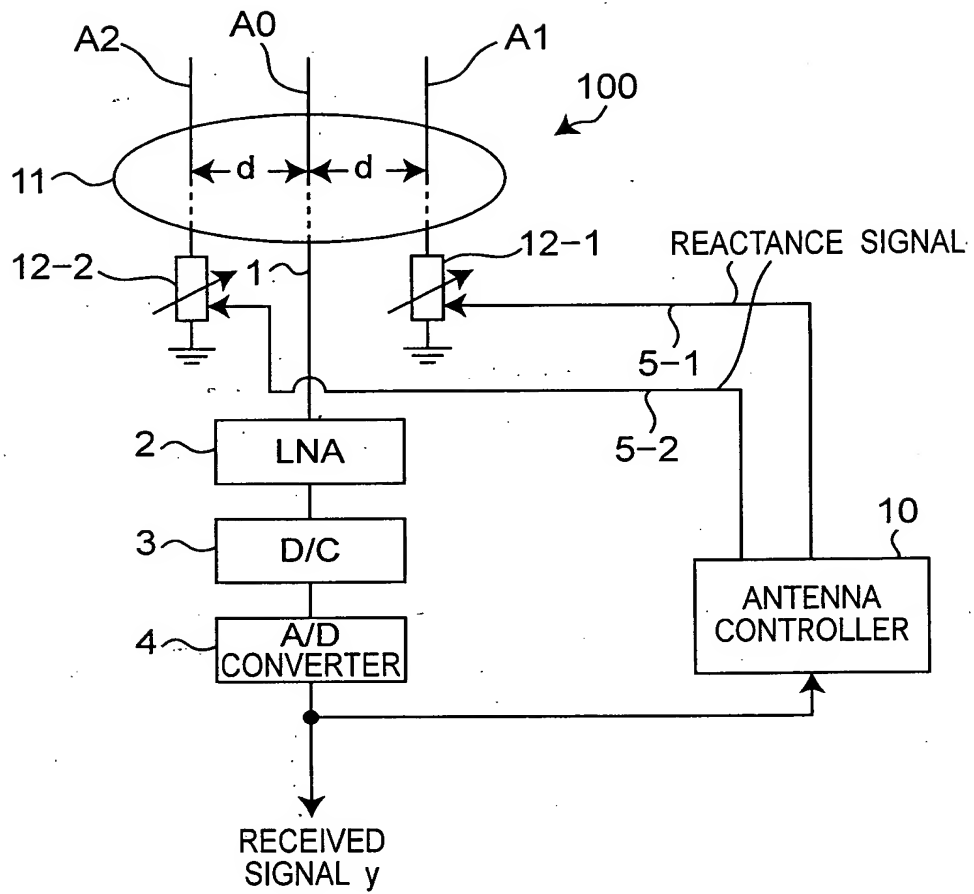 A2
A0
A1
100
11
d
d
12-2
1
12-1
REACTANCE SIGNAL
5-1
5-2
2
LNA
3
D/C
10
4
A/D
CONVERTER
ANTENNA
CONTROLLER
RECEIVED
SIGNAL y